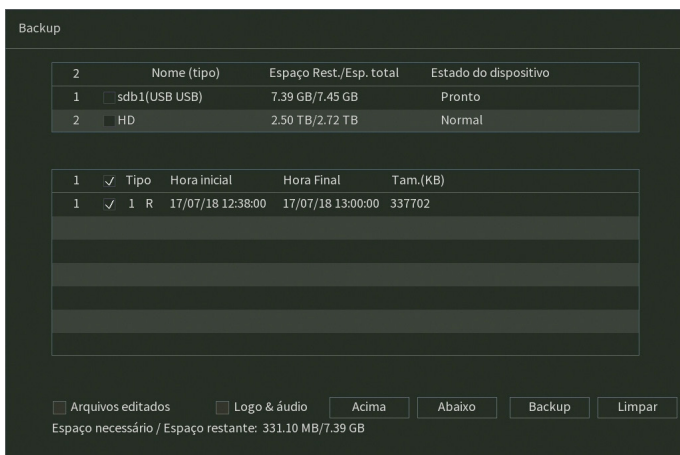 Backup
2 Nome (tipo) Espaço Rest./Esp. total Estado do dispositivo
1 sdb1(USB USB) 7.39 GB/7.45 GB Pronto
2 HD 2.50 TB/2.72 TB Normal
1 Tipo Hora inicial Hora Final Tam.(KB)
1 1 R 17/07/18 12:38:00 17/07/18 13:00:00 337702
Arquivos editados Logo & áudio Acima Abaixo Backup Limpar
Espaço necessário / Espaço restante: 331.10 MB/7.39 GB